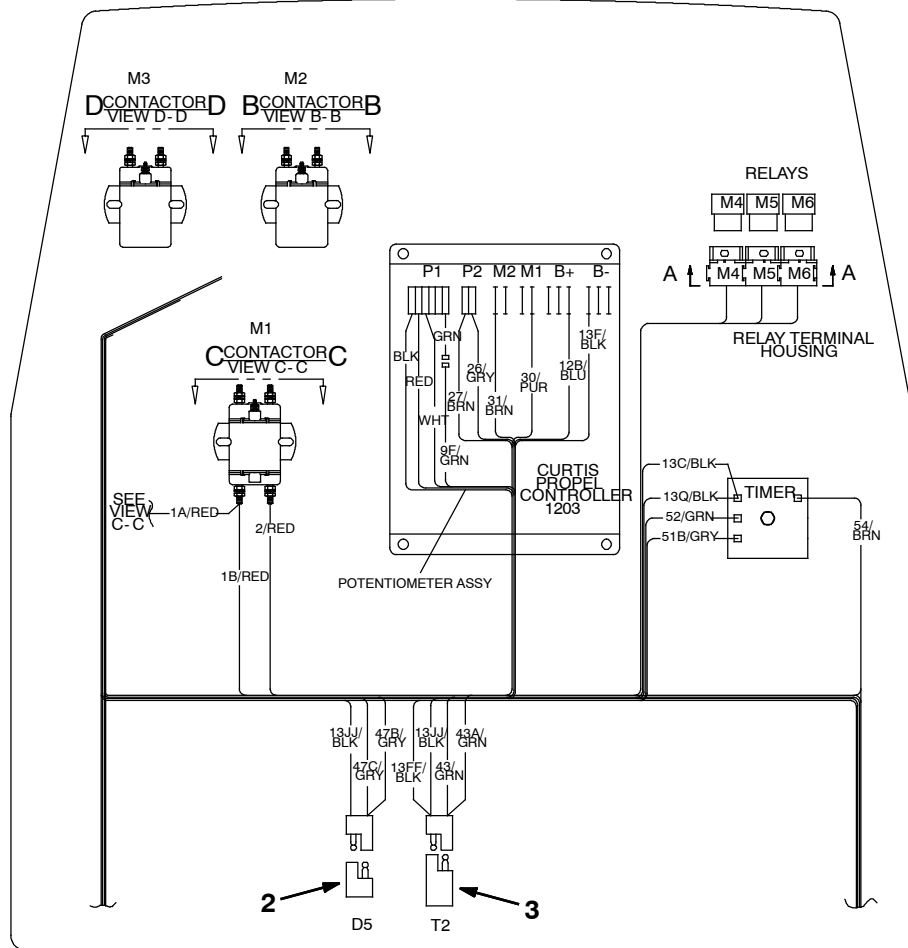 M3
D CONTACTOR D
VIEW D-D
M2
B CONTACTOR B
VIEW B-B
RELAYS
M4 M5 M6
A M4 M5 M6 A
RELAY TERMINAL
HOUSING
M1
C CONTACTOR C
VIEW C-C
P1 P2 M2 M1 B+ B-
BLK
RED
WHT
GRN
9F/
GRN
27/
BRN
26/
GRY
31/
BRN
30/
PUR
12B/
BLU
13F/
BLK
CURTIS
PROPEL
CONTROLLER
1203
POTENTIOMETER ASSY
SEE
VIEW
C-C
1A/RED
2/RED
1B/RED
13C/BLK
13Q/BLK
52/GRN
51B/GRY
TIMER
54/
BRN
13JJ/
BLK
47C/
GRY
47B/
GRY
13FF/
BLK
13JJ/
BLK
43/
GRN
43A/
GRN
2
3
D5
T2